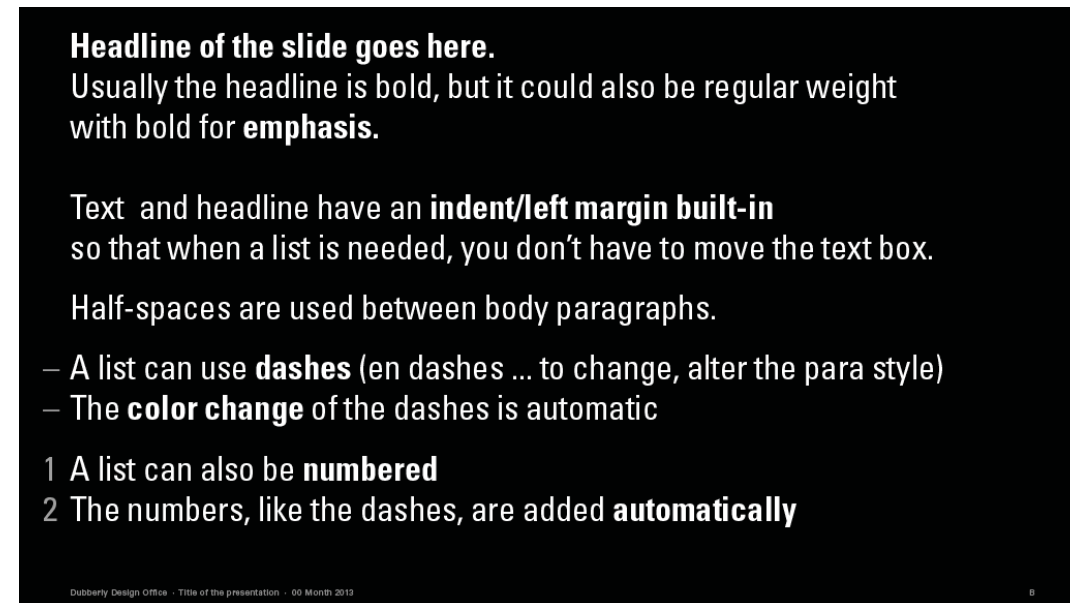 Headline of the slide goes here.
Usually the headline is bold, but it could also be regular weight
with bold for emphasis.
Text and headline have an indent/left margin built-in
so that when a list is needed, you don’t have to move the text box.
Half-spaces are used between body paragraphs.
– A list can use dashes (en dashes ... to change, alter the para style)
– The color change of the dashes is automatic
1 A list can also be numbered
2 The numbers, like the dashes, are added automatically
Dubberly Design Office · Title of the presentation · 00 Month 2013